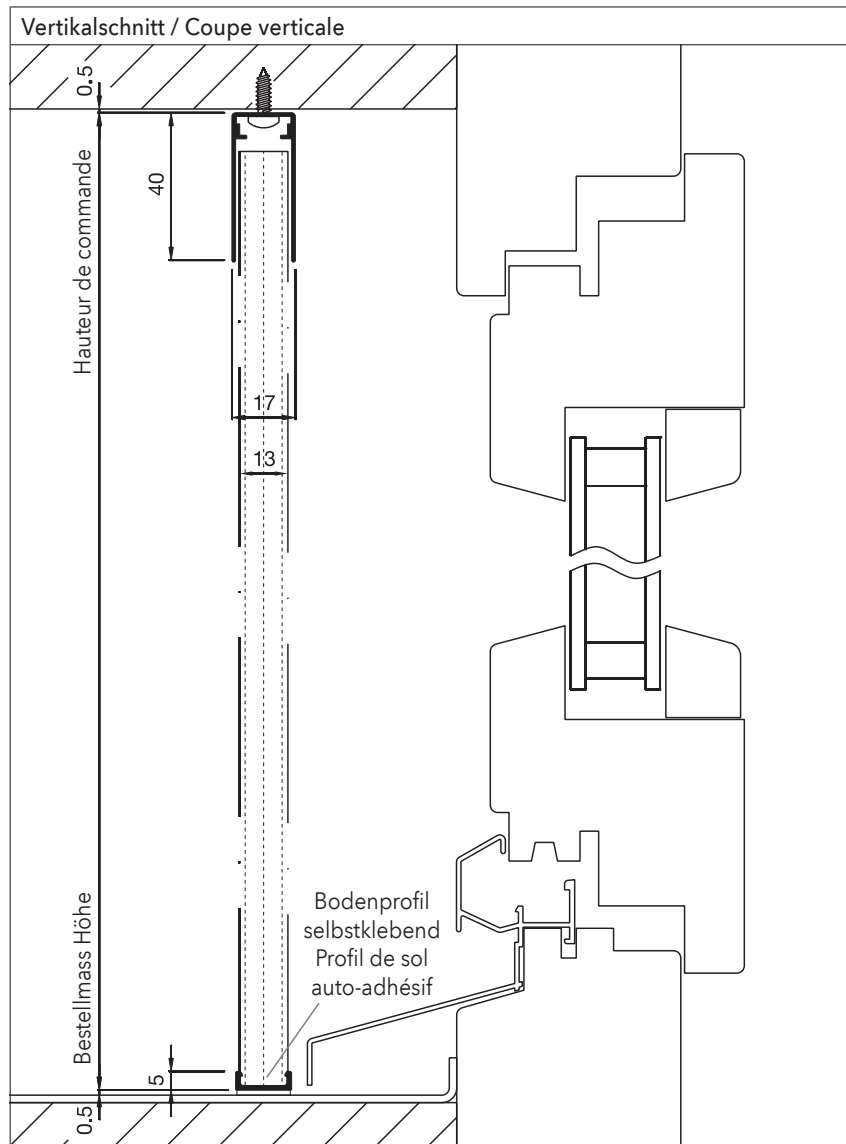 Vertikalschnitt / Coupe verticale
0.5
Hauteur de commande
40
17
13
Bodenprofil
selbstklebend
Profil de sol
auto-adhésif
Bestellmass Höhe
5
0.5